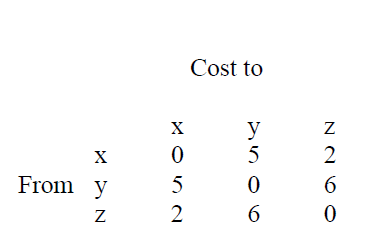 Cost to
x y z
x 0 5 2
From y 5 0 6
z 2 6 0